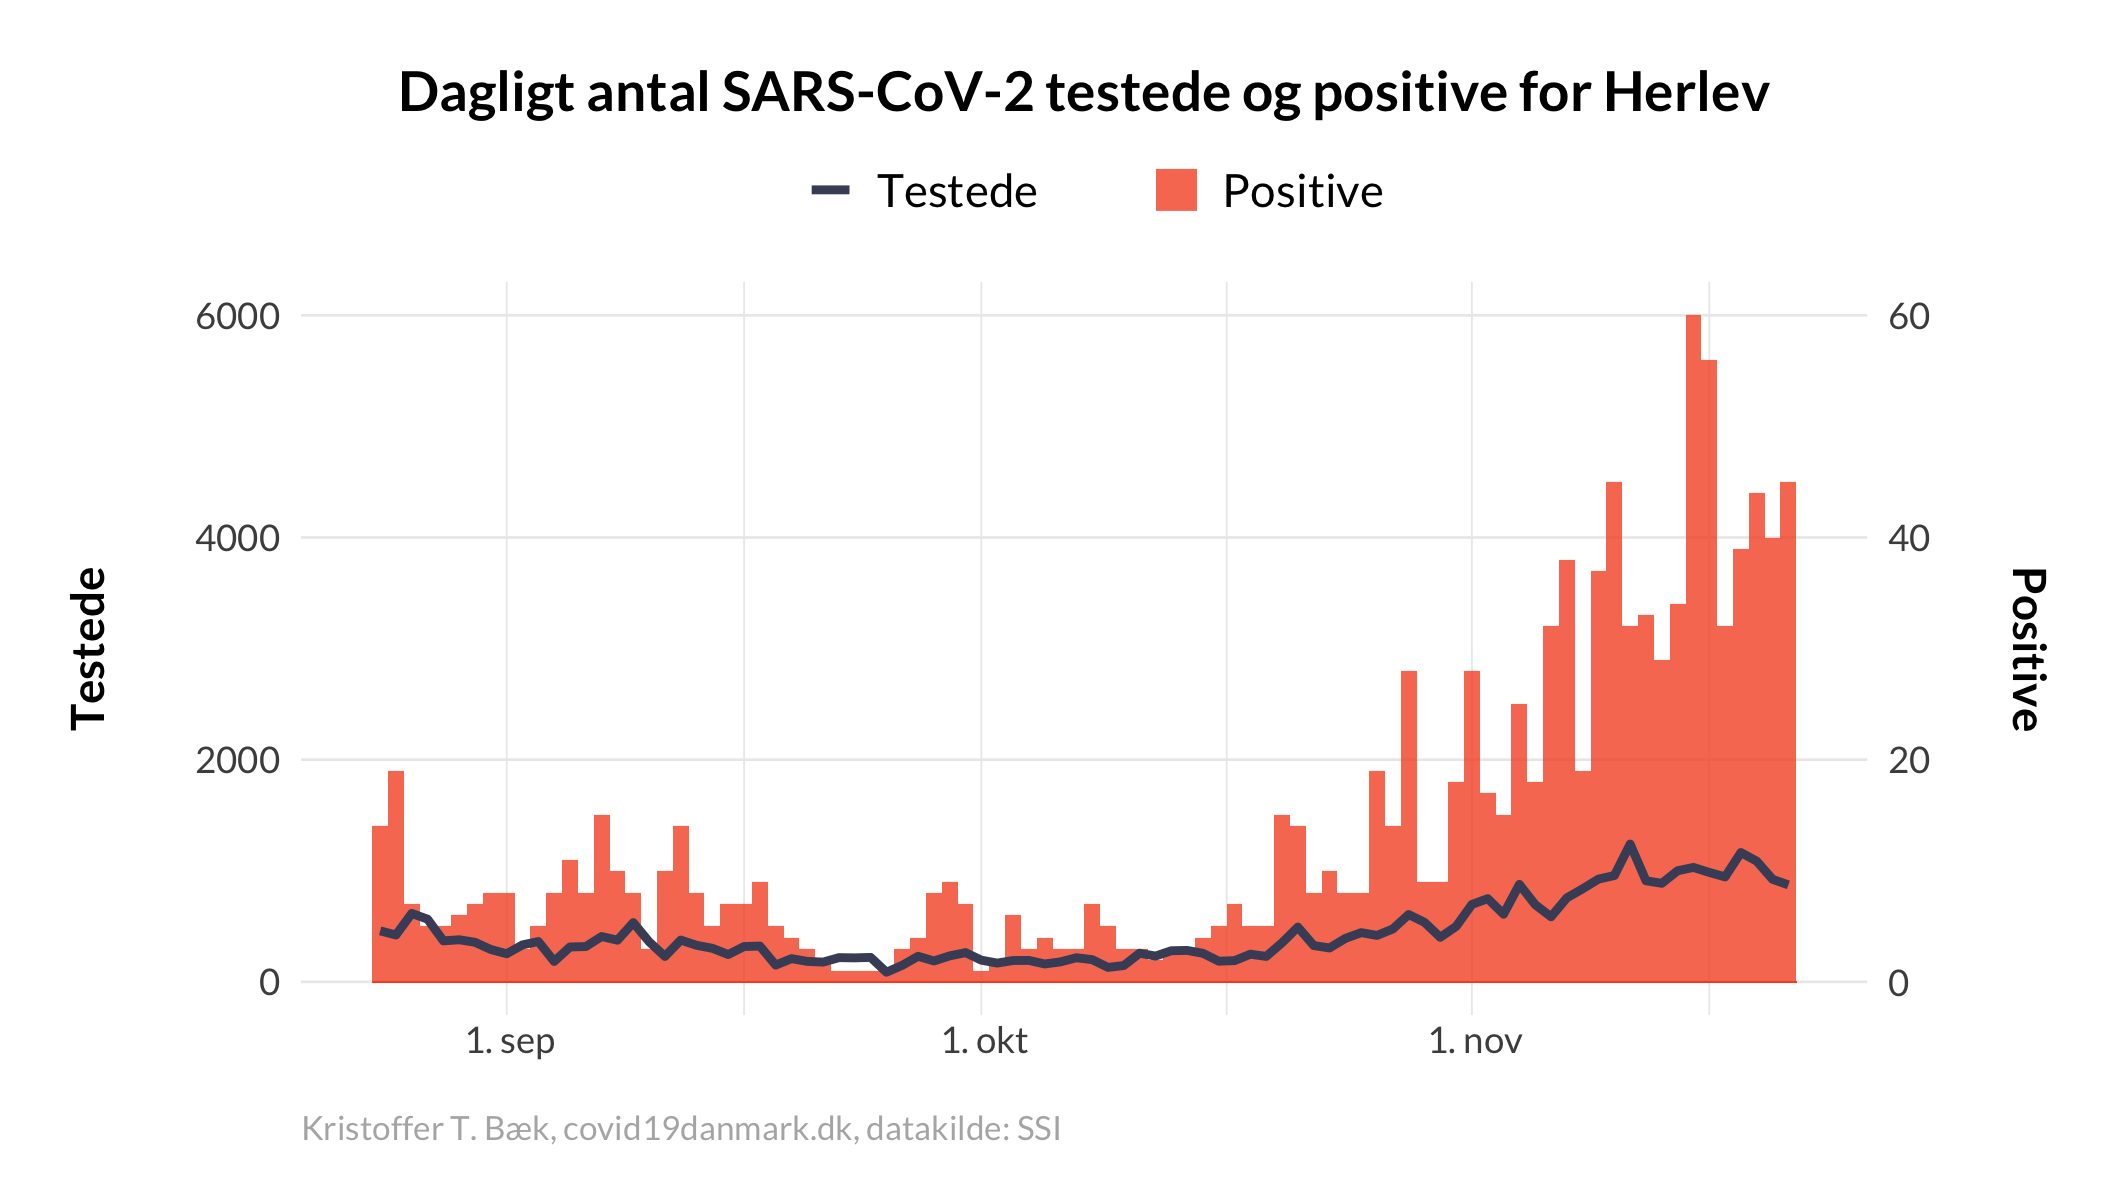 Dagligt antal SARS-CoV-2 testede og positive for Herlev
Testede
Positive
6000
4000
2000
0
Testede
60
40
20
0
Positive
1. sep
1. okt
1. nov
Kristoffer T. Bæk, covid19danmark.dk, datakilde: SSI